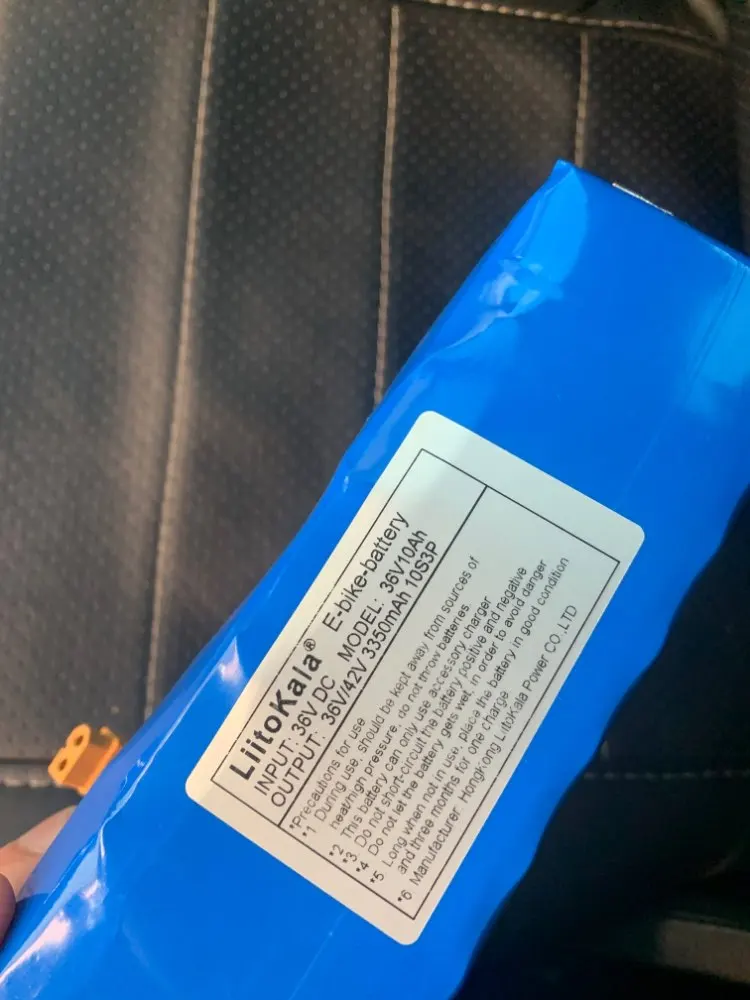 LiitoKala® E-bike-battery
INPUT: 36V DC MODEL: 36V10Ah
OUTPUT: 36V/42V 3350mAh 10S3P
*Precautions for use
*1 During use, should be kept away from sources of
heat/high pressure, do not throw batteries.
*2 This battery can only use accessory charger
*3 Do not short-circuit the battery positive and negative
*4 Do not let the battery gets wet, in order to avoid danger
*5 Long when not in use, place the battery in good condition
and three months for one charge
*6 Manufacturer: HongKong LiitoKala Power CO.,LTD